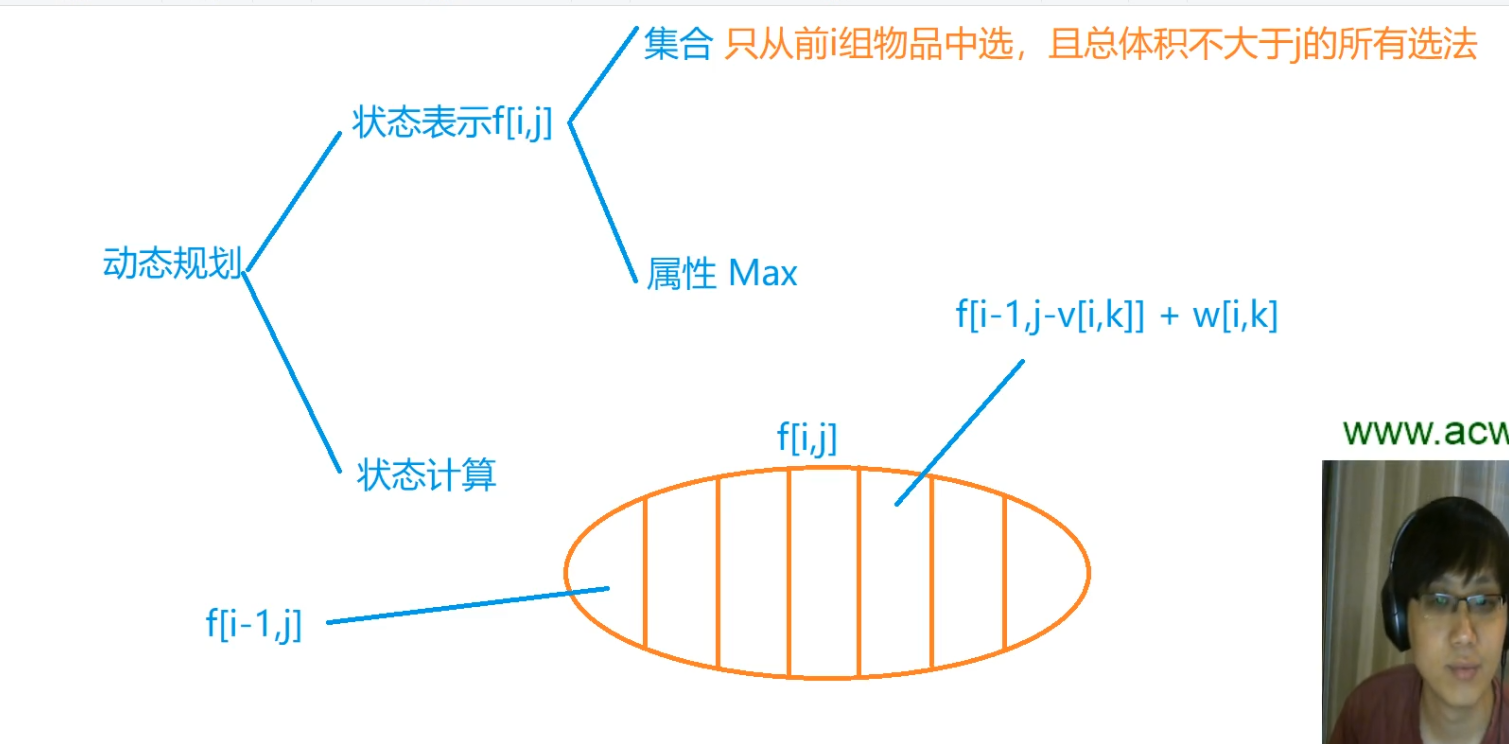 集合 只从前i组物品中选，且总体积不大于j的所有选法
状态表示f[i,j]
动态规划
属性 Max
f[i-1,j-v[i,k]] + w[i,k]
f[i,j]
www.acw
状态计算
f[i-1,j]